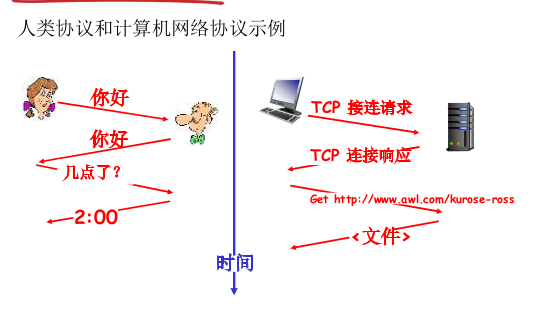 人类协议和计算机网络协议示例
你好
你好
几点了?
2:00
TCP 接连请求
TCP 连接响应
Get http://www.awl.com/kurose-ross
<文件>
时间